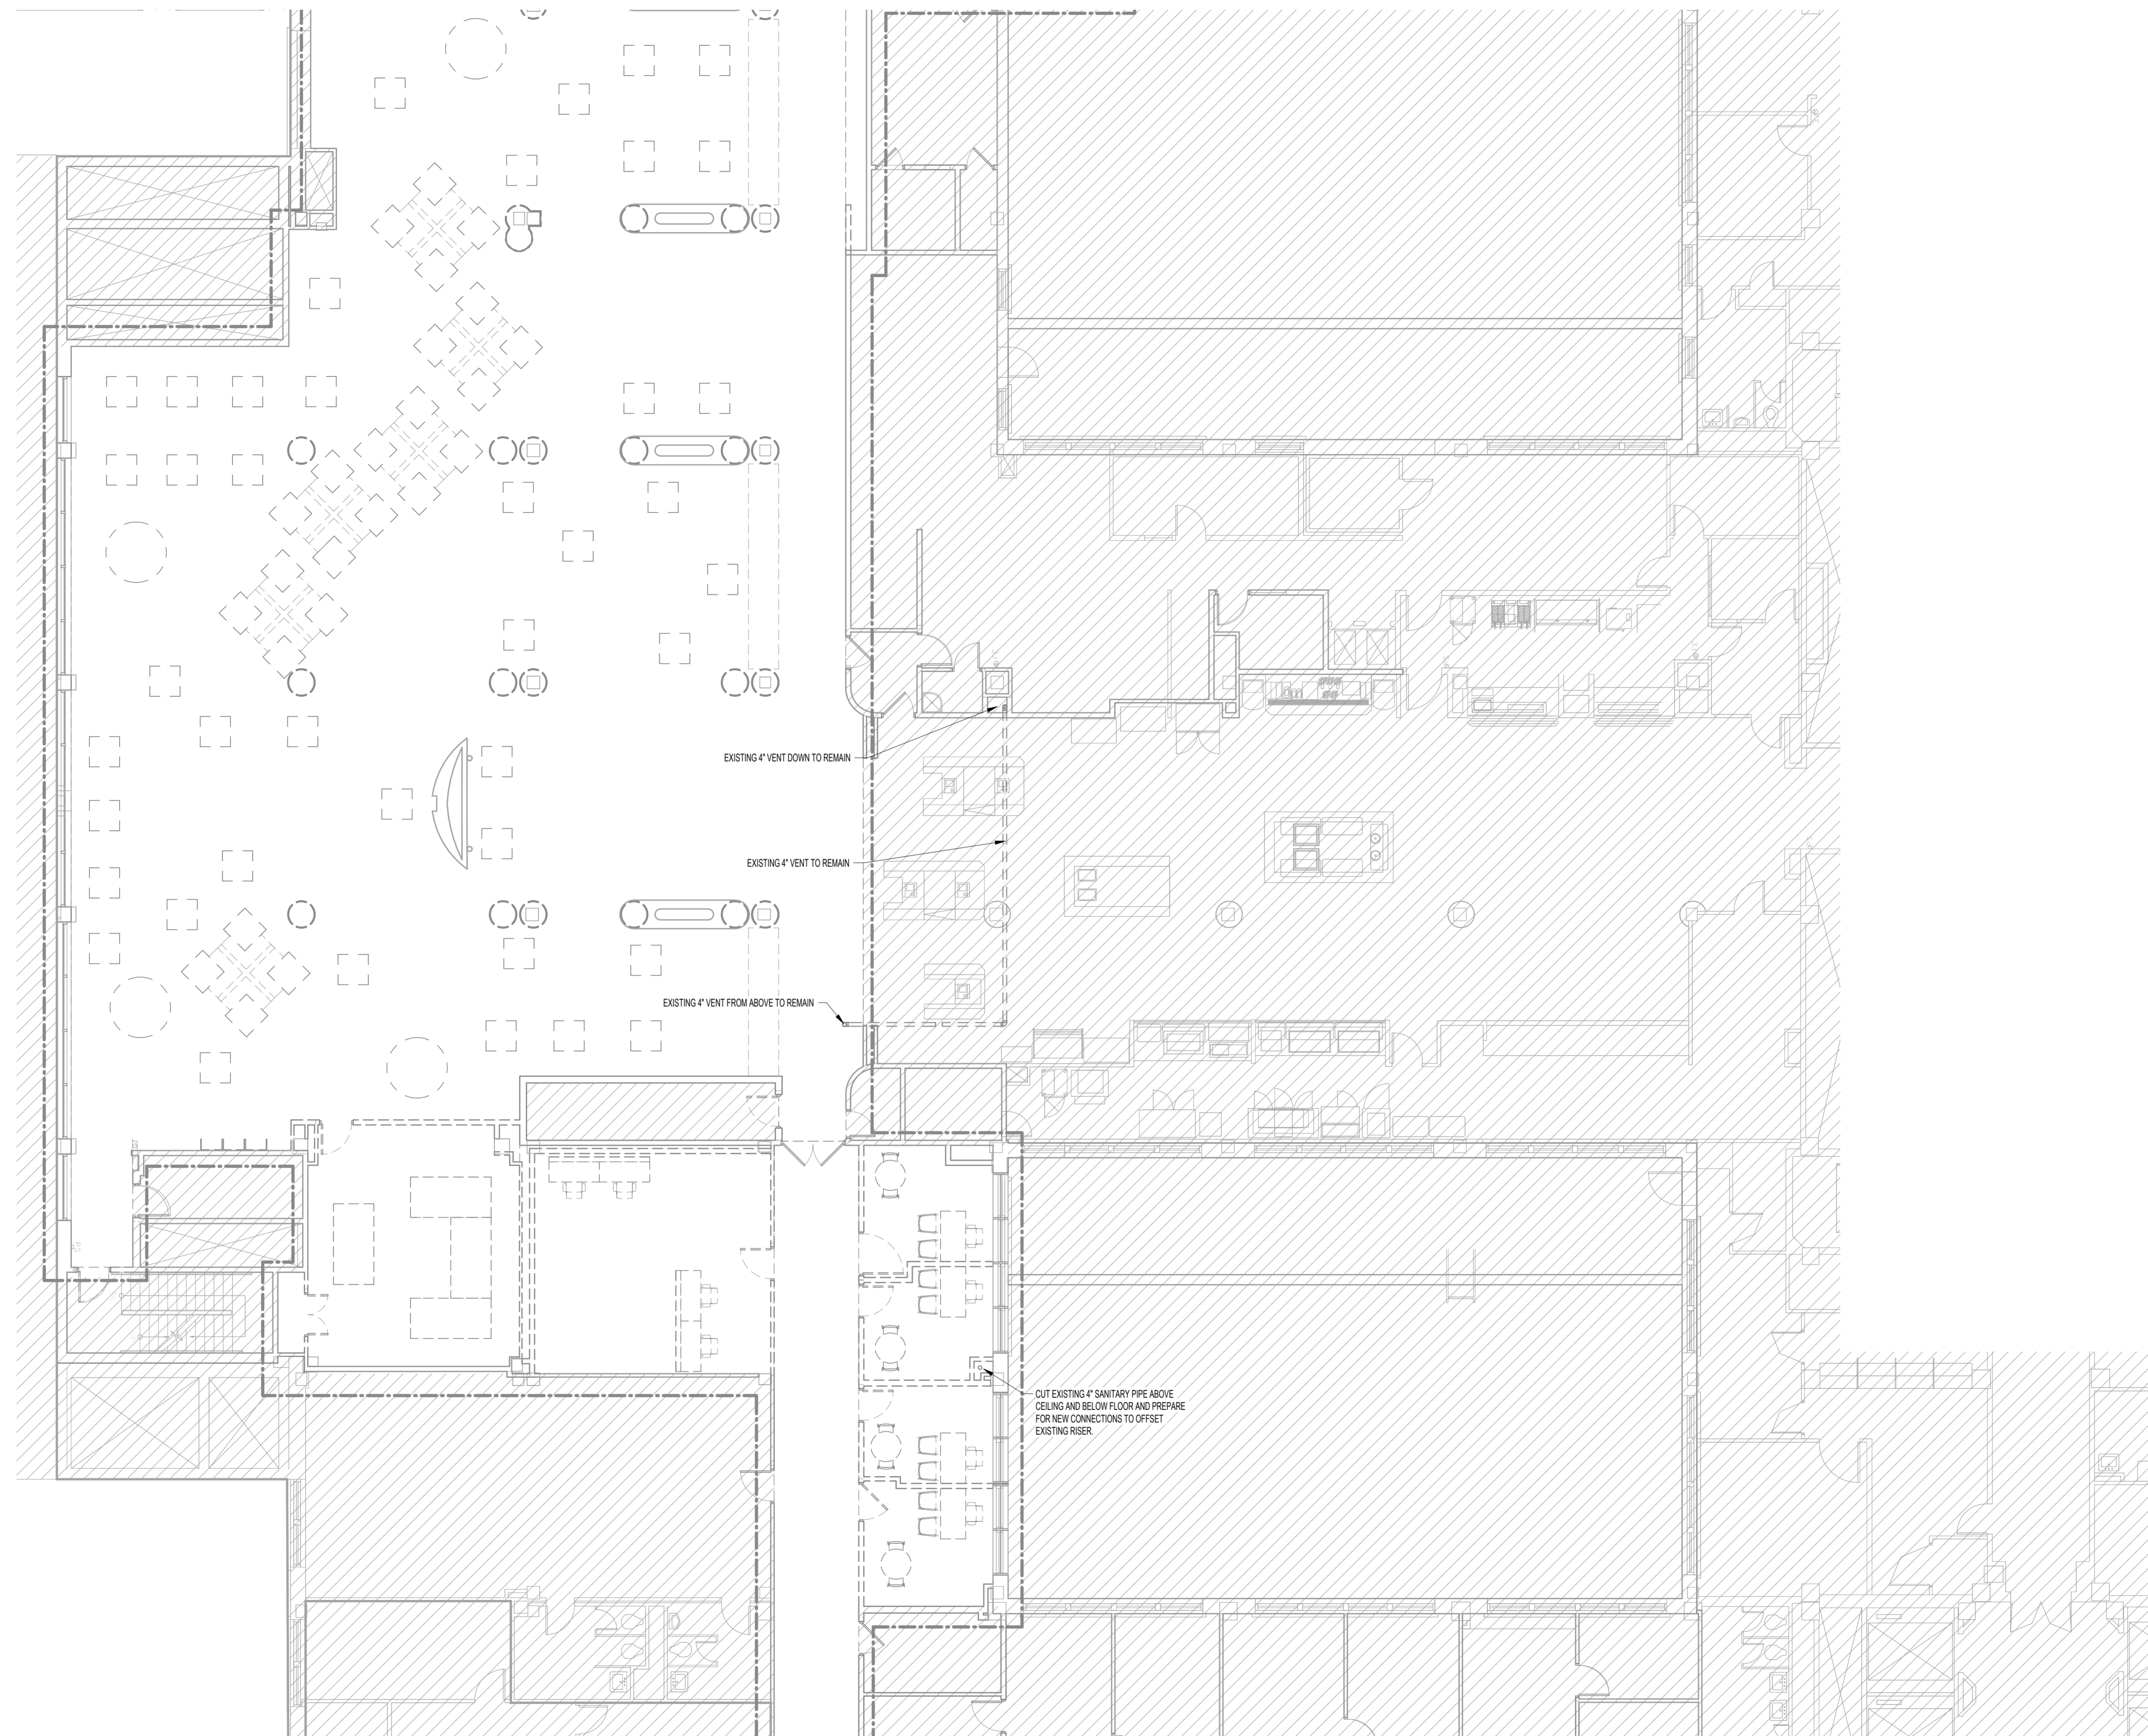 EXISTING 4" VENT DOWN TO REMAIN
EXISTING 4" VENT TO REMAIN
EXISTING 4" VENT FROM ABOVE TO REMAIN
CUT EXISTING 4" SANITARY PIPE ABOVE
CEILING AND BELOW FLOOR AND PREPARE
FOR NEW CONNECTIONS TO OFFSET
EXISTING RISER.